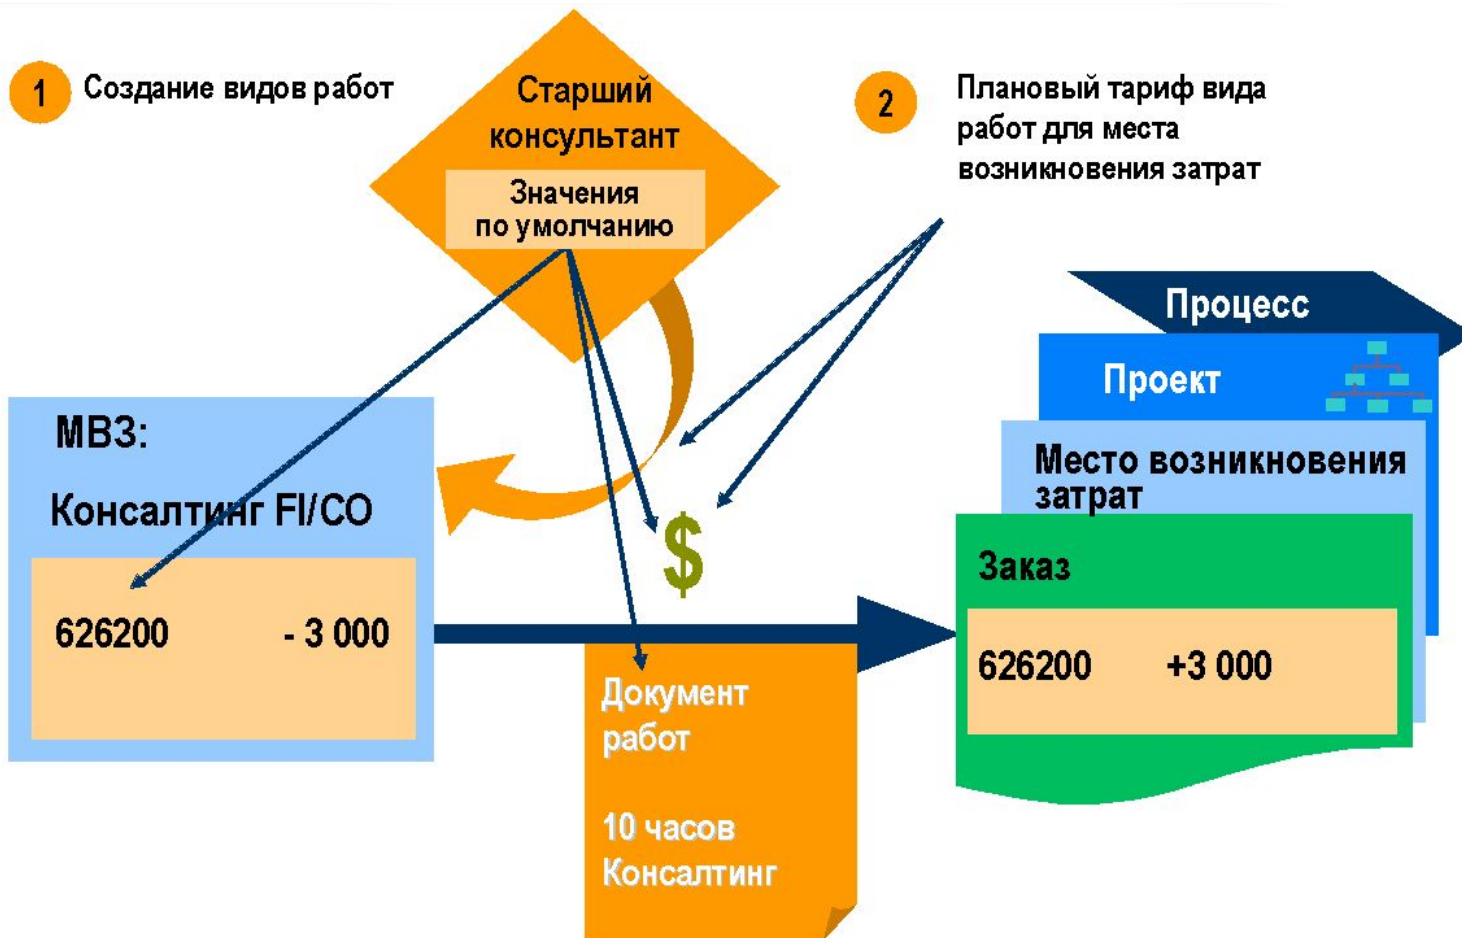 1
Создание видов работ
Старший
консультант
Значения
по умолчанию
2
Плановый тариф вида
работ для места
возникновения затрат
МВЗ:
Консалтинг FI/CO
626200 - 3 000
$
Документ
работ
10 часов
Консалтинг
Процесс
Проект
Место возникновения
затрат
Заказ
626200 +3 000